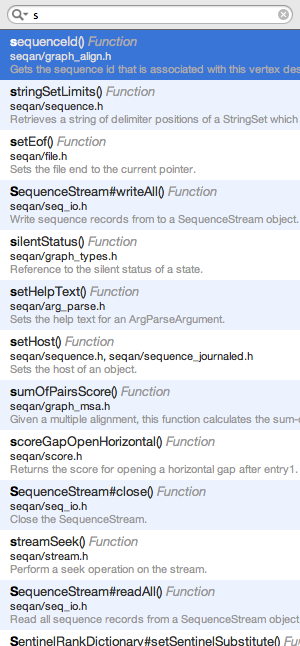 s
sequenceId() Function
seqan/graph_align.h
Gets the sequence id that is associated with this vertex des
stringSetLimits() Function
seqan/sequence.h
Retrieves a string of delimiter positions of a StringSet which
setEof() Function
seqan/file.h
Sets the file end to the current pointer.
SequenceStream#writeAll() Function
seqan/seq_io.h
Write sequence records from to a SequenceStream object.
silentStatus() Function
seqan/graph_types.h
Reference to the silent status of a state.
setHelpText() Function
seqan/arg_parse.h
Sets the help text for an ArgParseArgument.
setHost() Function
seqan/sequence.h, seqan/sequence_journaled.h
Sets the host of an object.
sumOfPairsScore() Function
seqan/graph_msa.h
Given a multiple alignment, this function calculates the sum-o
scoreGapOpenHorizontal() Function
seqan/score.h
Returns the score for opening a horizontal gap after entry1.
SequenceStream#close() Function
seqan/seq_io.h
Close the SequenceStream.
streamSeek() Function
seqan/stream.h
Perform a seek operation on the stream.
SequenceStream#readAll() Function
seqan/seq_io.h
Read all sequence records from a SequenceStream object
SentinelRankDictionary#setSentinelSubstitute() Function